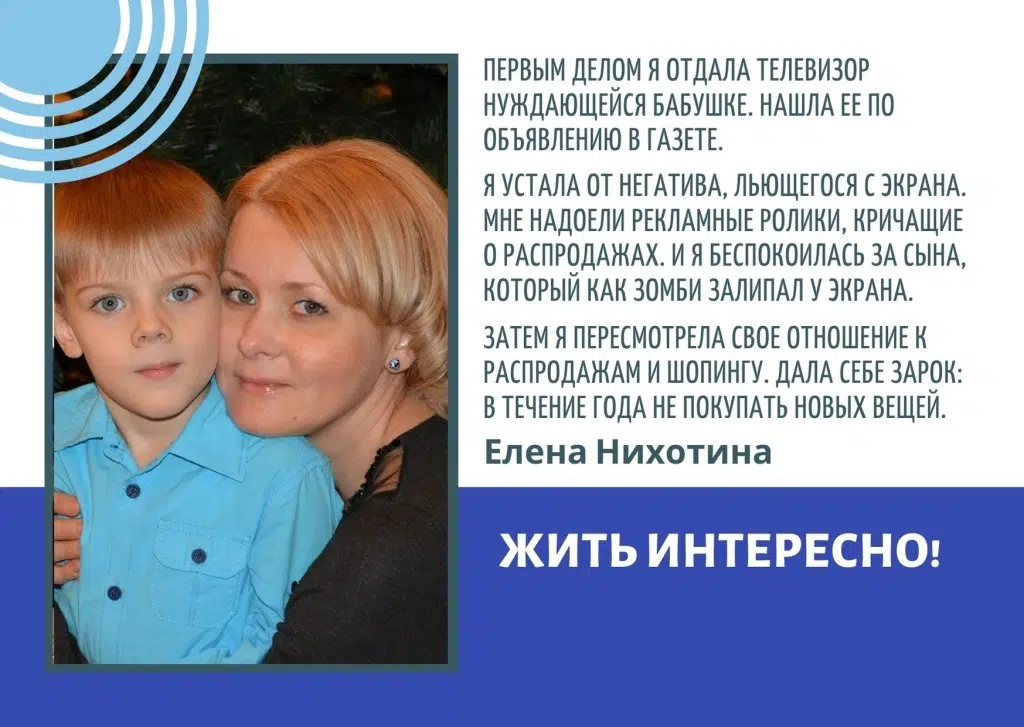 ПЕРВЫМ ДЕЛОМ Я ОТДАЛА ТЕЛЕВИЗОР
НУЖДАЮЩЕЙСЯ БАБУШКЕ. НАШЛА ЕЕ ПО
ОБЪЯВЛЕНИЮ В ГАЗЕТЕ.
Я УСТАЛА ОТ НЕГАТИВА, ЛЬЮЩЕГОСЯ С ЭКРАНА.
МНЕ НАДОЕЛИ РЕКЛАМНЫЕ РОЛИКИ, КРИЧАЩИЕ
О РАСПРОДАЖАХ. И Я БЕСПОКОИЛАСЬ ЗА СЫНА,
КОТОРЫЙ КАК ЗОМБИ ЗАЛИПАЛ У ЭКРАНА.
ЗАТЕМ Я ПЕРЕСМОТРЕЛА СВОЕ ОТНОШЕНИЕ К
РАСПРОДАЖАМ И ШОПИНГУ. ДАЛА СЕБЕ ЗАРОК:
В ТЕЧЕНИЕ ГОДА НЕ ПОКУПАТЬ НОВЫХ ВЕЩЕЙ.
Елена Нихотина
ЖИТЬ ИНТЕРЕСНО!